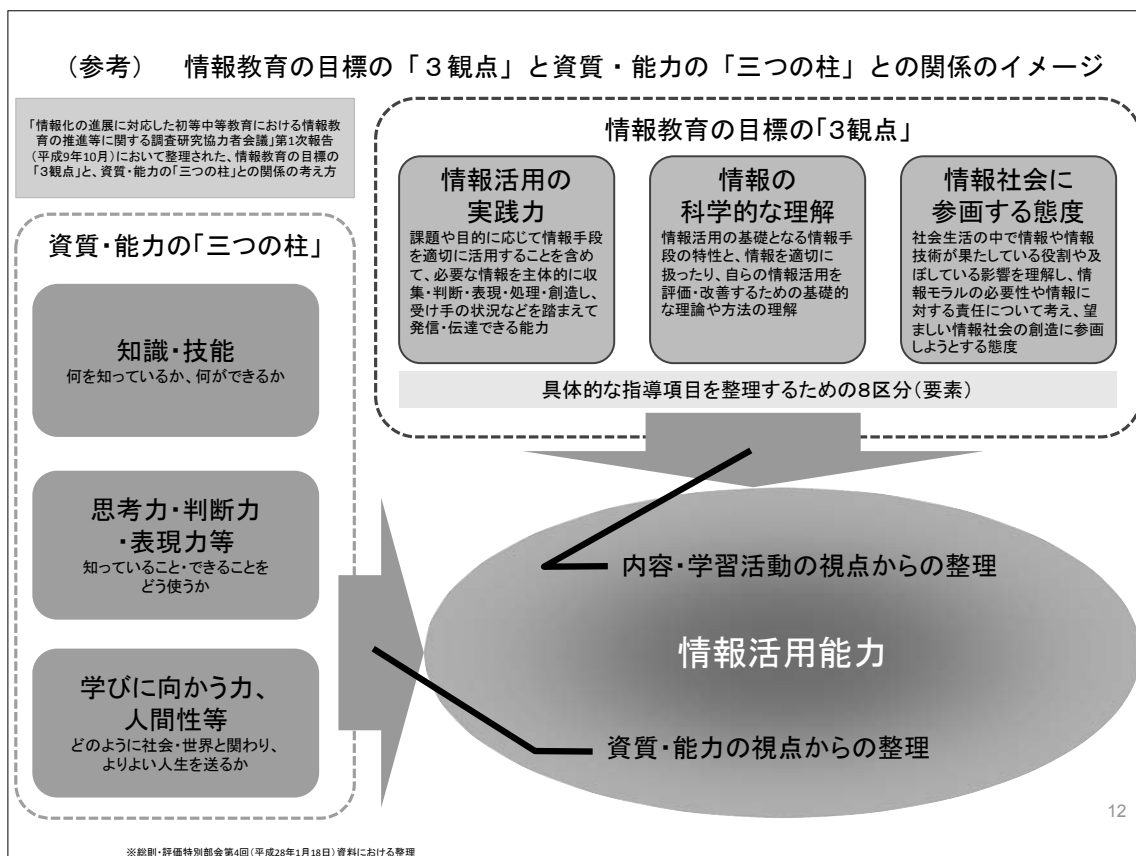 （参考）　情報教育の目標の「３観点」と資質・能力の「三つの柱」との関係のイメージ
「情報化の進展に対応した初等中等教育における情報教
育の推進等に関する調査研究協力者会議」第1次報告
（平成9年10月）において整理された、情報教育の目標の
「３観点」と、資質・能力の「三つの柱」との関係の考え方
情報教育の目標の「３観点」
情報活用の
実践力
課題や目的に応じて情報手段
を適切に活用することを含め
て、必要な情報を主体的に収
集・判断・表現・処理・創造し、
受け手の状況などを踏まえて
発信・伝達できる能力
情報の
科学的な理解
情報活用の基礎となる情報手
段の特性と、情報を適切に
扱ったり、自らの情報活用を
評価・改善するための基礎的
な理論や方法の理解
情報社会に
参画する態度
社会生活の中で情報や情報
技術が果たしている役割や及
ぼしている影響を理解し、情
報モラルの必要性や情報に
対する責任について考え、望
ましい情報社会の創造に参画
しようとする態度
具体的な指導項目を整理するための８区分（要素）
資質・能力の「三つの柱」
知識・技能
何を知っているか、何ができるか
思考力・判断力
・表現力等
知っていること・できることを
どう使うか
学びに向かう力、
人間性等
どのように社会・世界と関わり、
よりよい人生を送るか
内容・学習活動の視点からの整理
情報活用能力
資質・能力の視点からの整理
12
※総則・評価特別部会第4回（平成28年1月18日）資料における整理